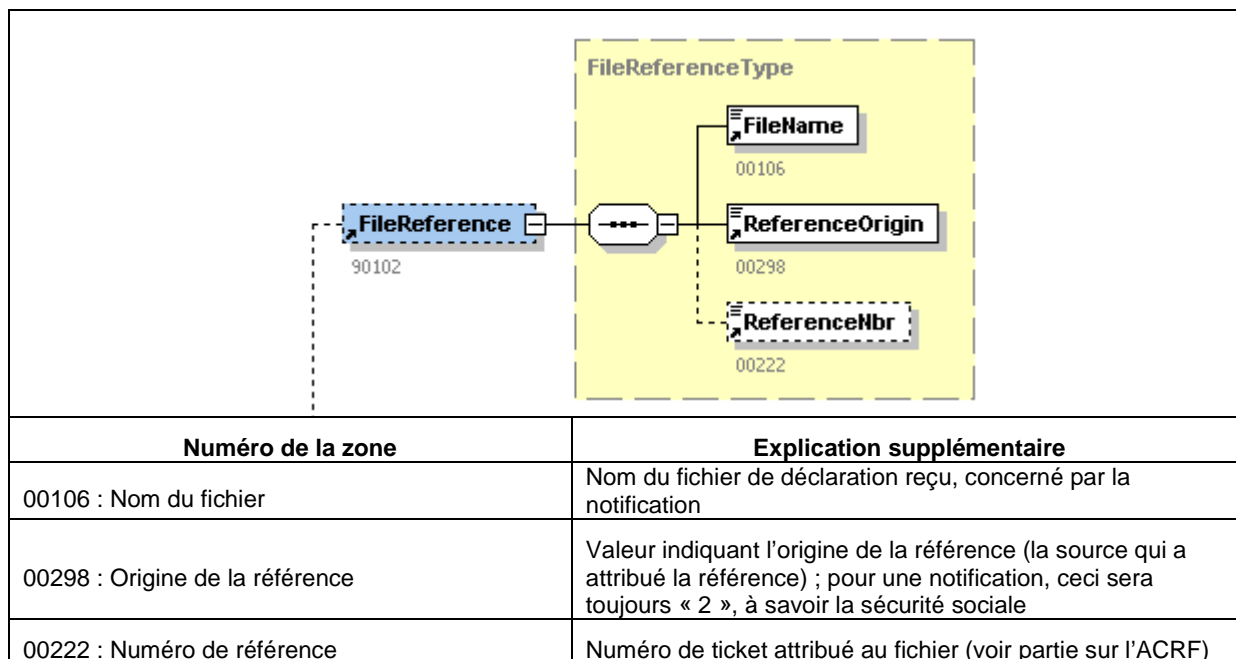 FileReferenceType
FileName
00106
FileReference
90102
ReferenceOrigin
00298
ReferenceNbr
00222
Numéro de la zone
Explication supplémentaire
00106 : Nom du fichier
Nom du fichier de déclaration reçu, concerné par la
notification
00298 : Origine de la référence
Valeur indiquant l’origine de la référence (la source qui a
attribué la référence) ; pour une notification, ceci sera
toujours « 2 », à savoir la sécurité sociale
00222 : Numéro de référence
Numéro de ticket attribué au fichier (voir partie sur l’ACRF)